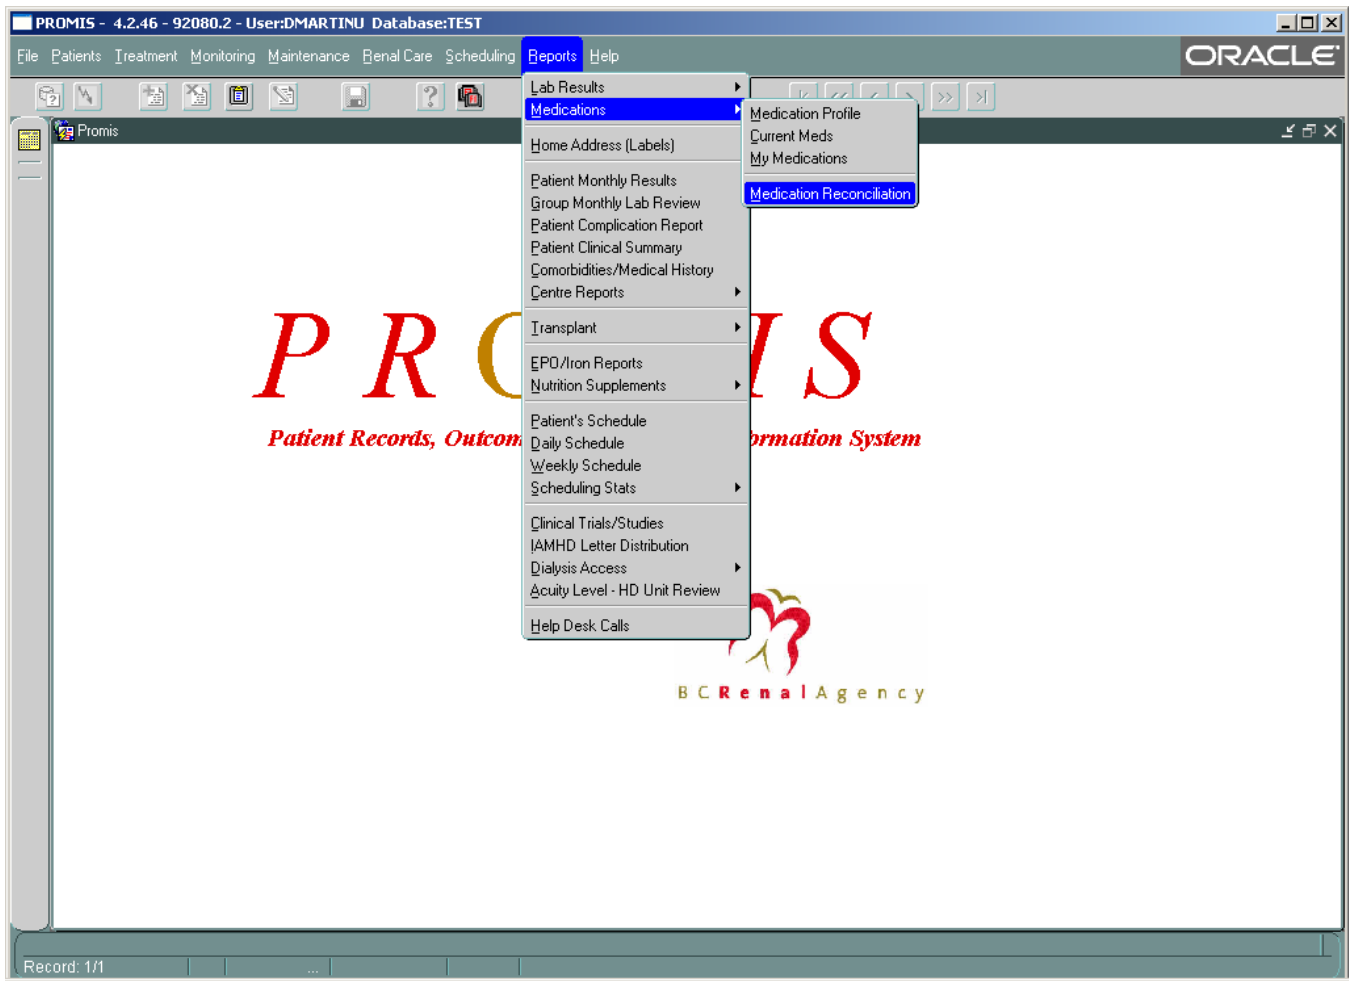 PROMIS - 4.2.46 - 92080.2 - User:DMARTINU Database:TEST
File Patients Treatment Monitoring Maintenance Renal Care Scheduling Reports Help
ORACLE
Promis
Lab Results
Medications
Home Address (Labels)
Patient Monthly Results
Group Monthly Lab Review
Patient Complication Report
Patient Clinical Summary
Comorbidities/Medical History
Centre Reports
Transplant
EPO/Iron Reports
Nutrition Supplements
Patient's Schedule
Daily Schedule
Weekly Schedule
Scheduling Stats
Clinical Trials/Studies
IAMHD Letter Distribution
Dialysis Access
Acuity Level - HD Unit Review
Help Desk Calls
Medication Profile
Current Meds
My Medications
Medication Reconciliation
P R O I S
Patient Records, Outcom ormation System
BCRenalAgency
Record: 1/1 ...